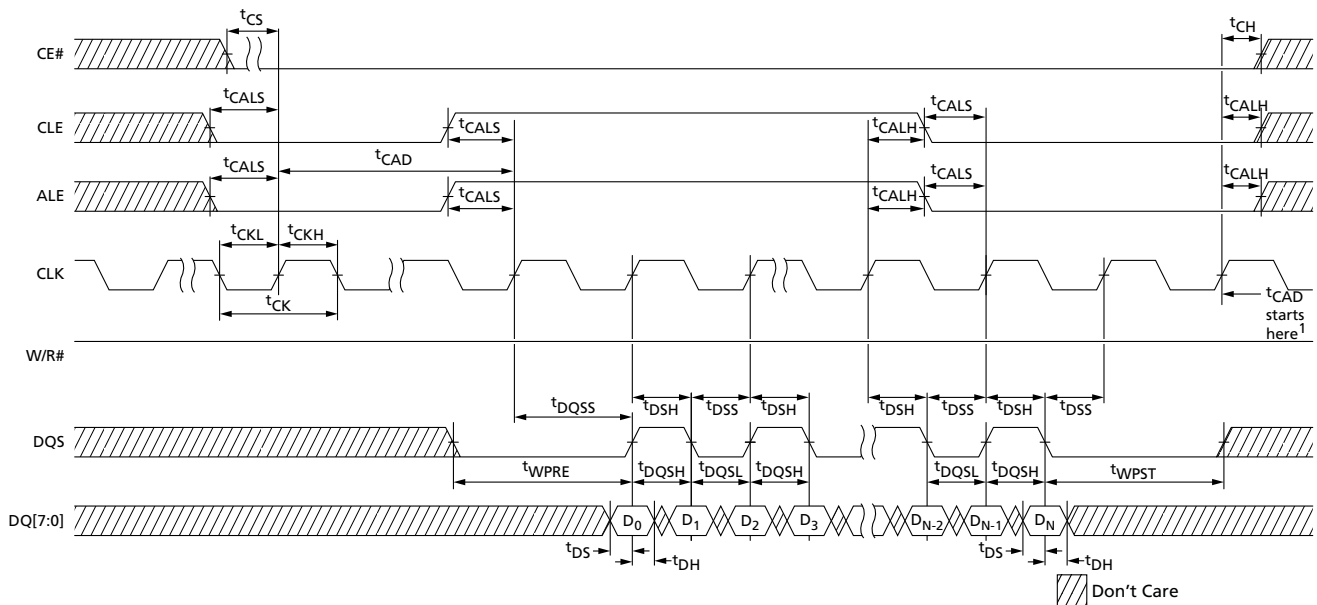 tCS
tCH
CE#
tCALS tCALS tCALH
CLE tCALS tCALH
tCAD
tCALS tCALS tCALH
ALE tCALS tCALH
tCKL tCKH
CLK
tCK
tCAD
starts
here1
W/R#
tDQSS tDSH tDSS tDSH tDSH tDSS tDSH tDSS
DQS
tWPRE tDQSH tDQSL tDQSH tDQSL tDQSH tWPST
DQ[7:0] D0 D1 D2 D3 DN-2 DN-1 DN
tDS tDH tDS tDH
Don't Care